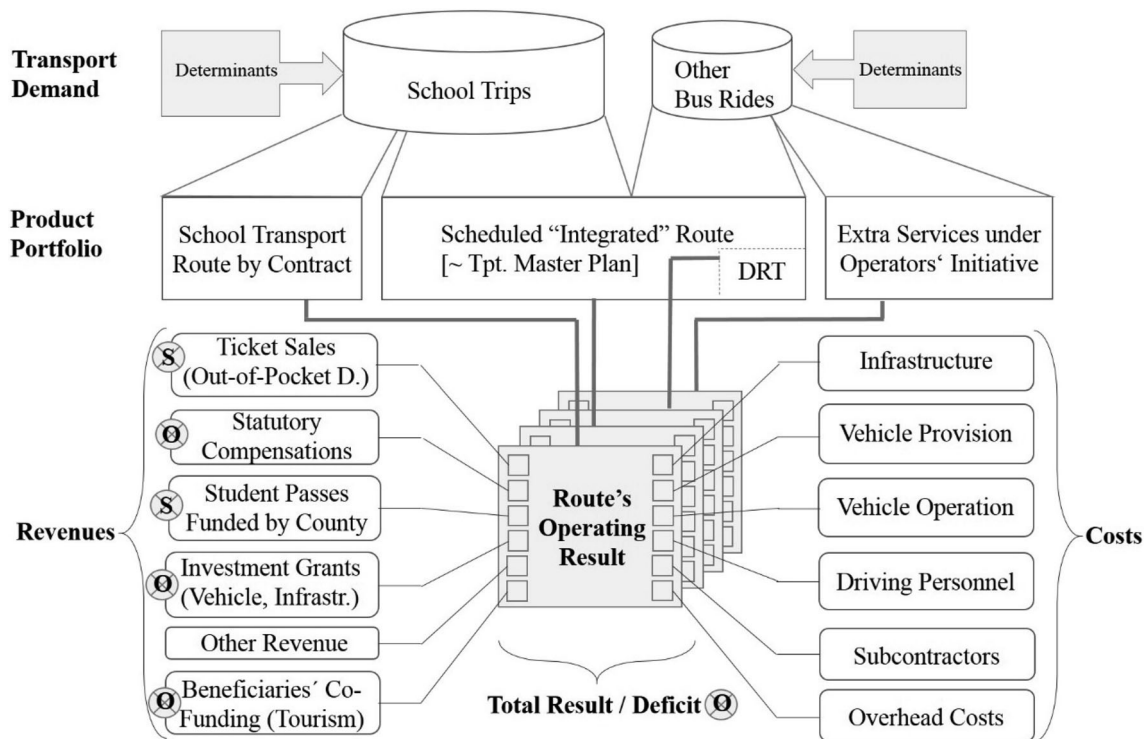 Transport
Demand
Determinants
School Trips
Other
Bus Rides
Determinants
Product
Portfolio
School Transport
Route by Contract
Scheduled “Integrated” Route
[~ Tpt. Master Plan]
DRT
Extra Services under
Operators‘ Initiative
Revenues
S
Ticket Sales
(Out-of-Pocket D.)
O
Statutory
Compensations
S
Student Passes
Funded by County
O
Investment Grants
(Vehicle, Infrastr.)
Other Revenue
O
Beneficiaries´ Co-
Funding (Tourism)
Route’s
Operating
Result
Total Result / Deficit O
Infrastructure
Vehicle Provision
Vehicle Operation
Driving Personnel
Subcontractors
Overhead Costs
Costs